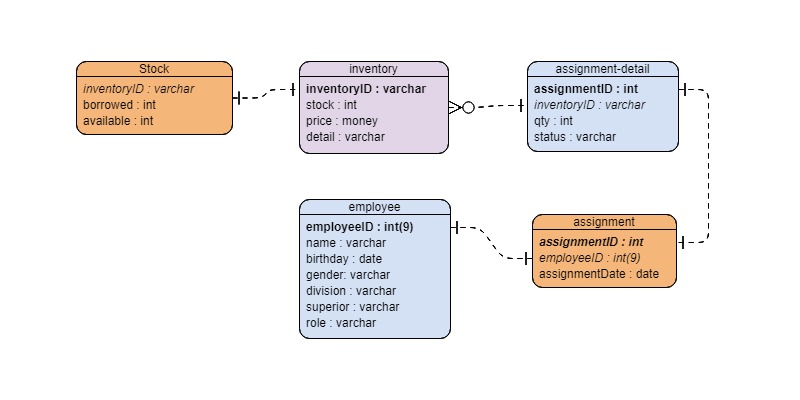 Stock
inventoryID : varchar
borrowed : int
available : int
inventory
inventoryID : varchar
stock : int
price : money
detail : varchar
assignment-detail
assignmentID : int
inventoryID : varchar
qty : int
status : varchar
employee
employeeID : int(9)
name : varchar
birthday : date
gender: varchar
division : varchar
superior : varchar
role : varchar
assignment
assignmentID : int
employeeID : int(9)
assignmentDate : date